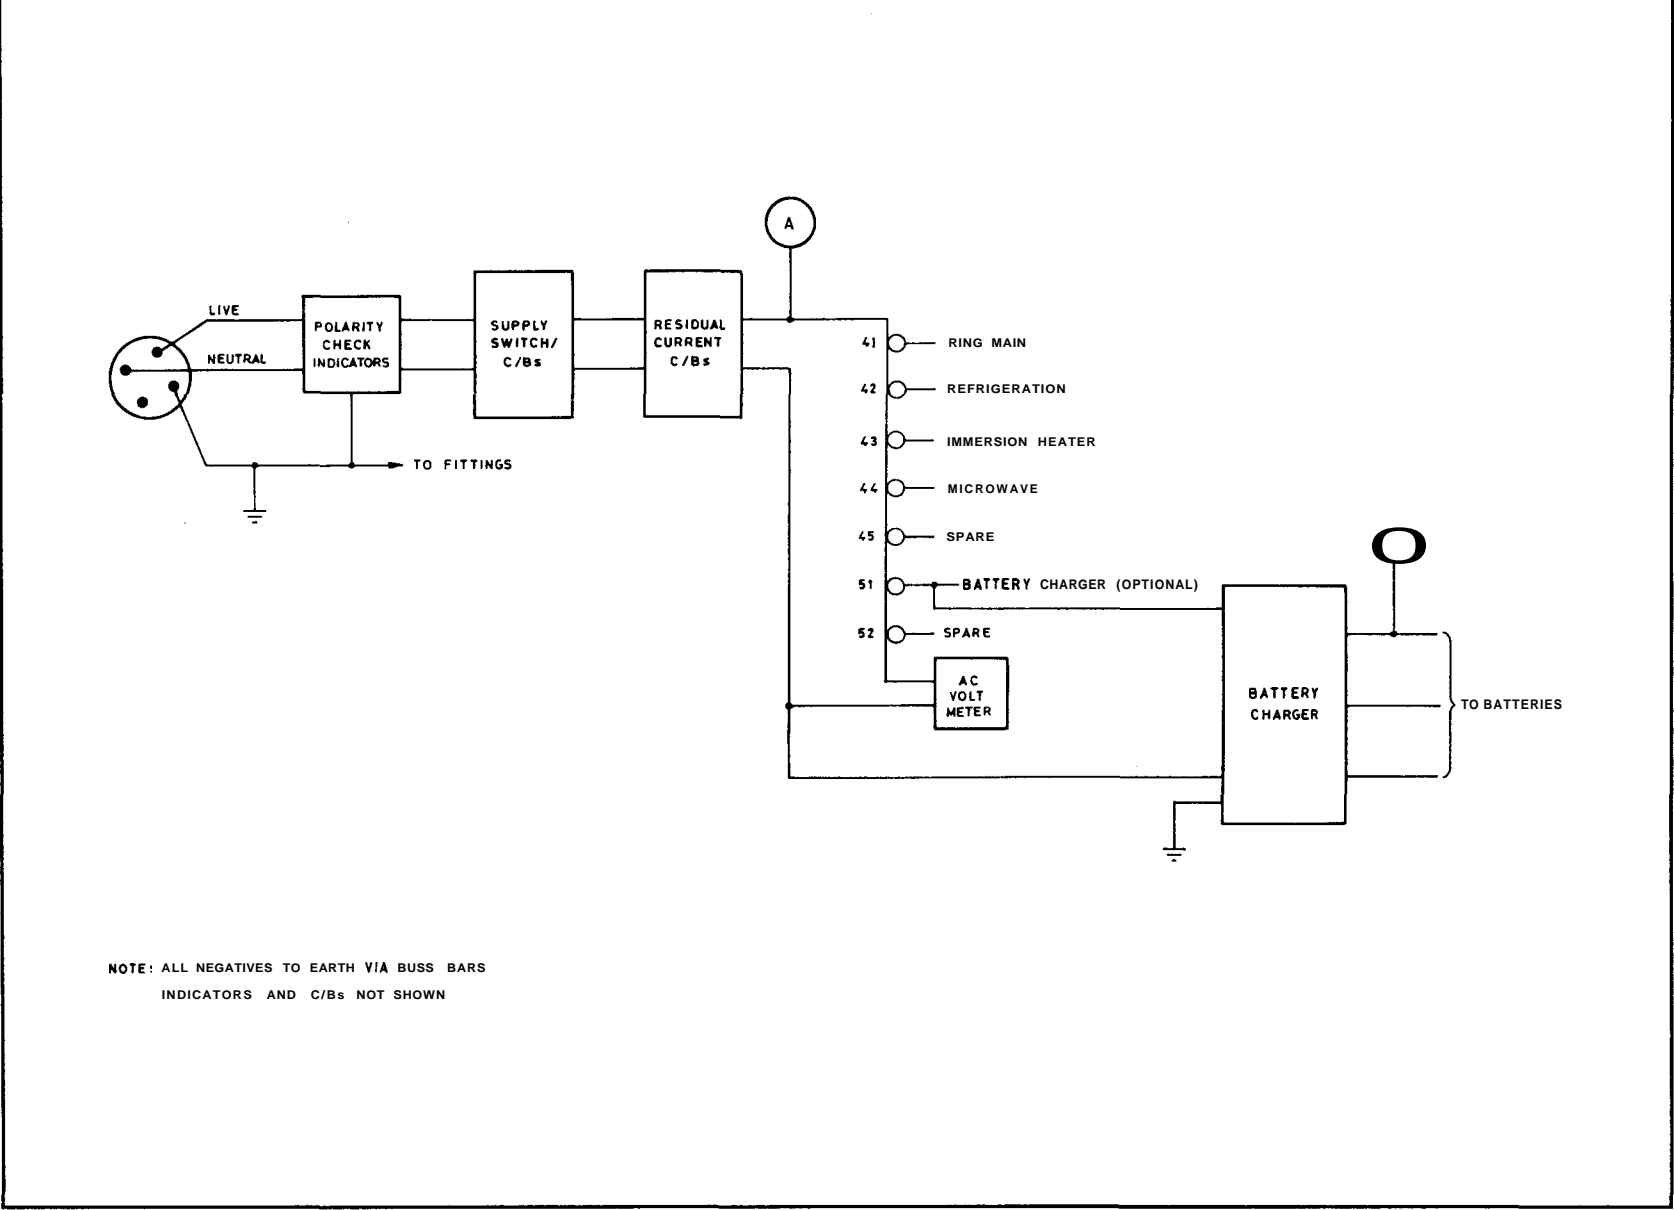 A
LIVE
NEUTRAL
POLARITY
CHECK
INDICATORS
SUPPLY
SWITCH/
C/Bs
RESIDUAL
CURRENT
C/Bs
TO FITTINGS
41 RING MAIN
42 REFRIGERATION
43 IMMERSION HEATER
44 MICROWAVE
45 SPARE
51 BATTERY CHARGER (OPTIONAL)
52 SPARE
AC
VOLT
METER
O
BATTERY
CHARGER
TO BATTERIES
NOTE: ALL NEGATIVES TO EARTH VIA BUSS BARS
INDICATORS AND C/Bs NOT SHOWN